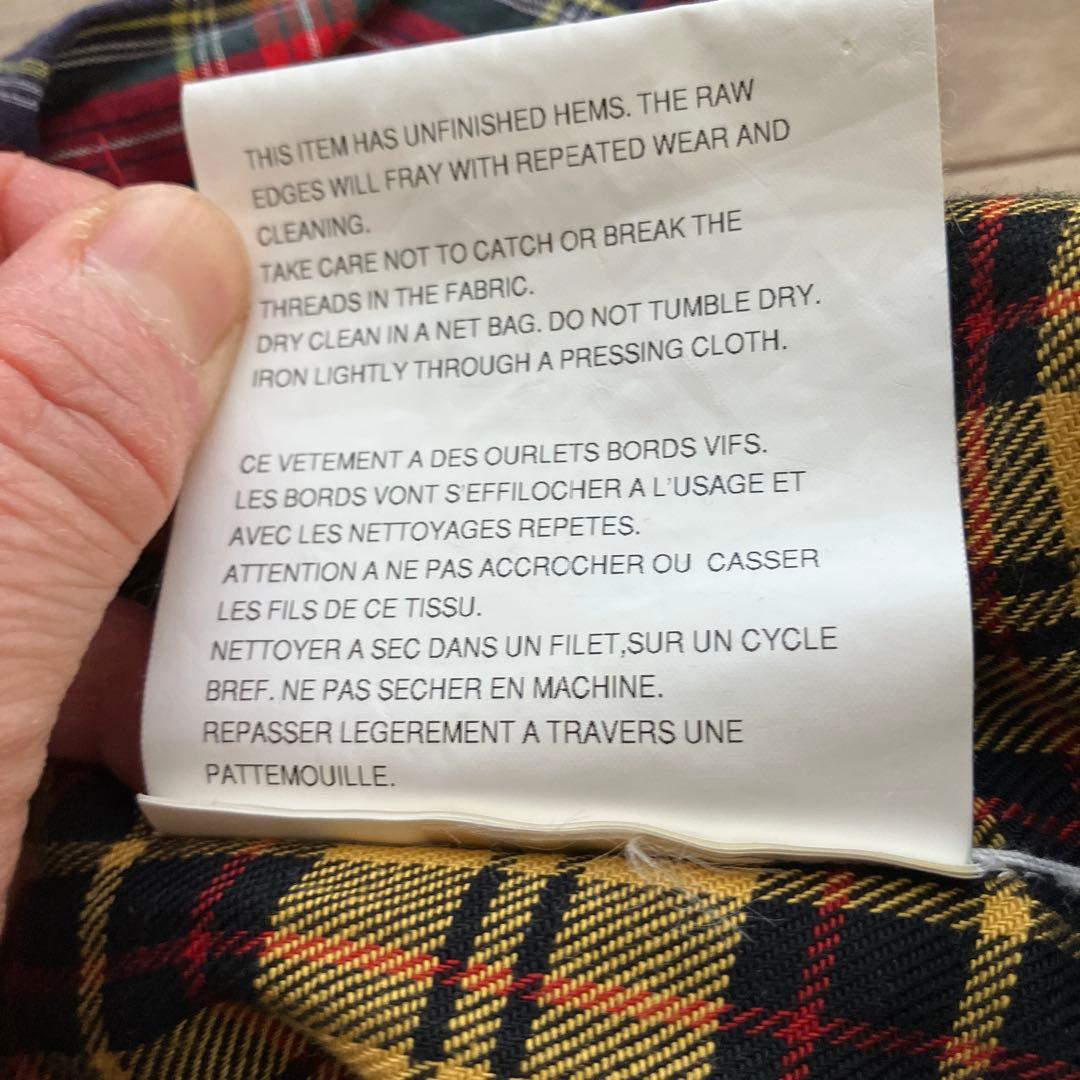 THIS ITEM HAS UNFINISHED HEMS. THE RAW
EDGES WILL FRAY WITH REPEATED WEAR AND
CLEANING.
TAKE CARE NOT TO CATCH OR BREAK THE
THREADS IN THE FABRIC.
DRY CLEAN IN A NET BAG. DO NOT TUMBLE DRY.
IRON LIGHTLY THROUGH A PRESSING CLOTH.
CE VETEMENT A DES OURLETS BORDS VIFS.
LES BORDS VONT S'EFFILOCHER A L'USAGE ET
AVEC LES NETTOYAGES REPETES.
ATTENTION A NE PAS ACCROCHER OU CASSER
LES FILS DE CE TISSU.
NETTOYER A SEC DANS UN FILET,SUR UN CYCLE
BREF. NE PAS SECHER EN MACHINE.
REPASSER LEGEREMENT A TRAVERS UNE
PATTEMOUILLE.